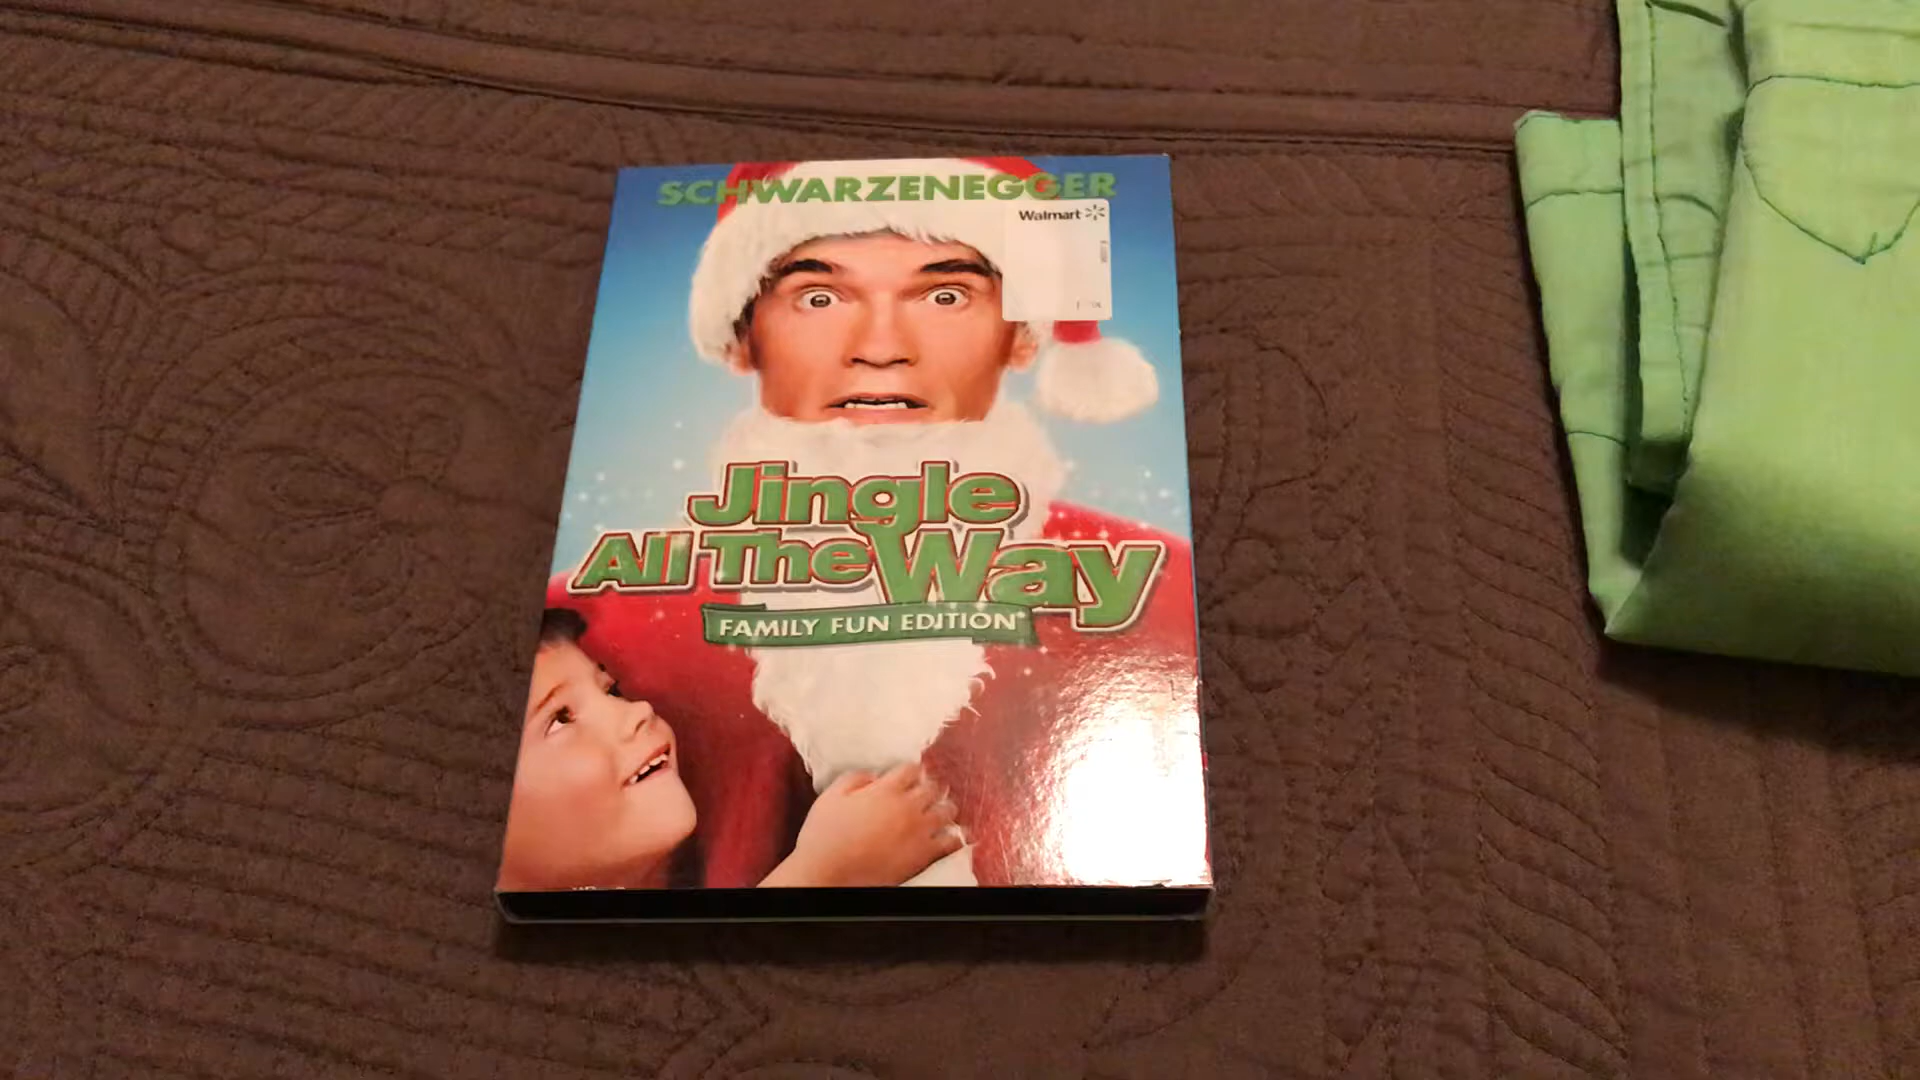 SCHWARZENEGGER
Walmart
Jingle
All The Way
FAMILY FUN EDITION